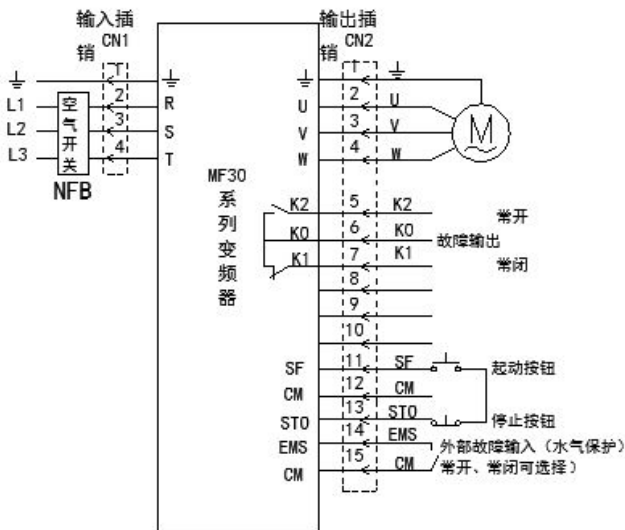 输入插销 CN1
输出插销 CN2
1
2
3
4
L1
L2
L3
空气开关
NFB
R
S
T
MF30
系列变频器
U
V
W
K2
K0
K1
SF
CM
STO
EMS
CM
1
2 U
3 V
4 W
M
5 K2 常开
6 K0 故障输出
7 K1 常闭
8
9
10
11 SF 起动按钮
12 CM
13 STO 停止按钮
14 EMS 外部故障输入（水气保护）
15 CM 常开、常闭可选择）